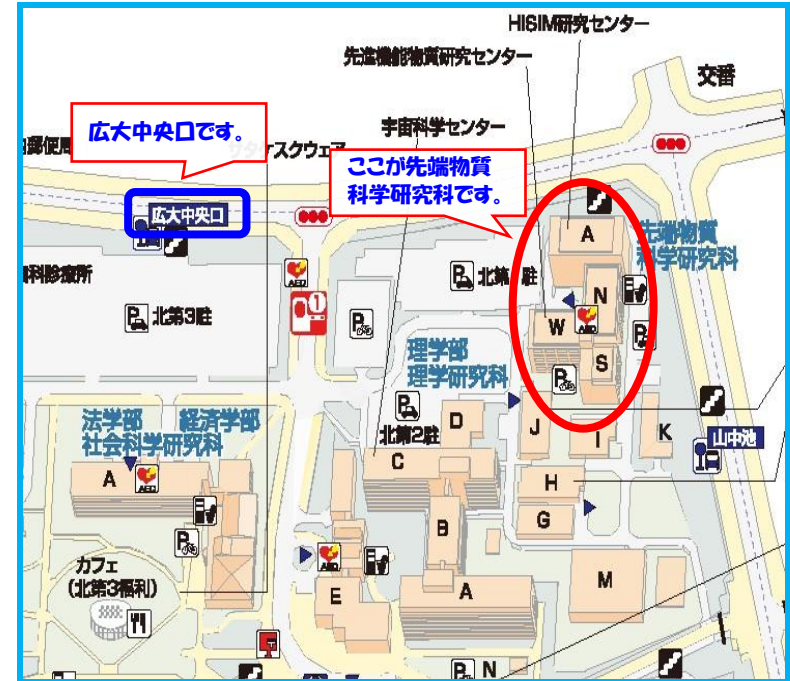 HISIM研究センター
先進機能物質研究センター
交番
広大中央口です。
宇宙科学センター
サタケスクウェア
ここが先端物質
科学研究科です。
広大中央口
先端物質
科学研究科
A
N
W
S
AED
北第3駐
P
P
P
P
AED
1
理学部
理学研究科
P
北第2駐
法学部 経済学部
社会科学研究科
D
J
I
K
山中池
C
A
AED
H
G
P
B
カフェ
(北第3福利)
AED
E
A
M
P
N